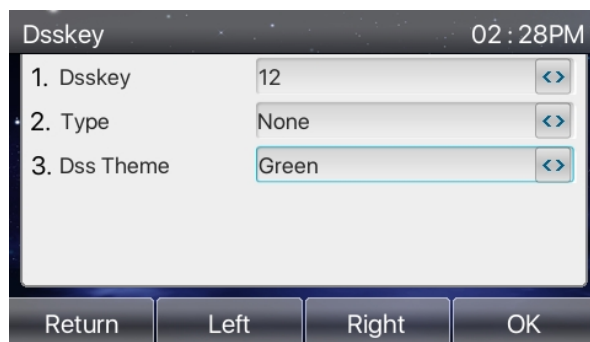 Dsskey 02:28PM
1. Dsskey 12
2. Type None
3. Dss Theme Green
Return Left Right OK